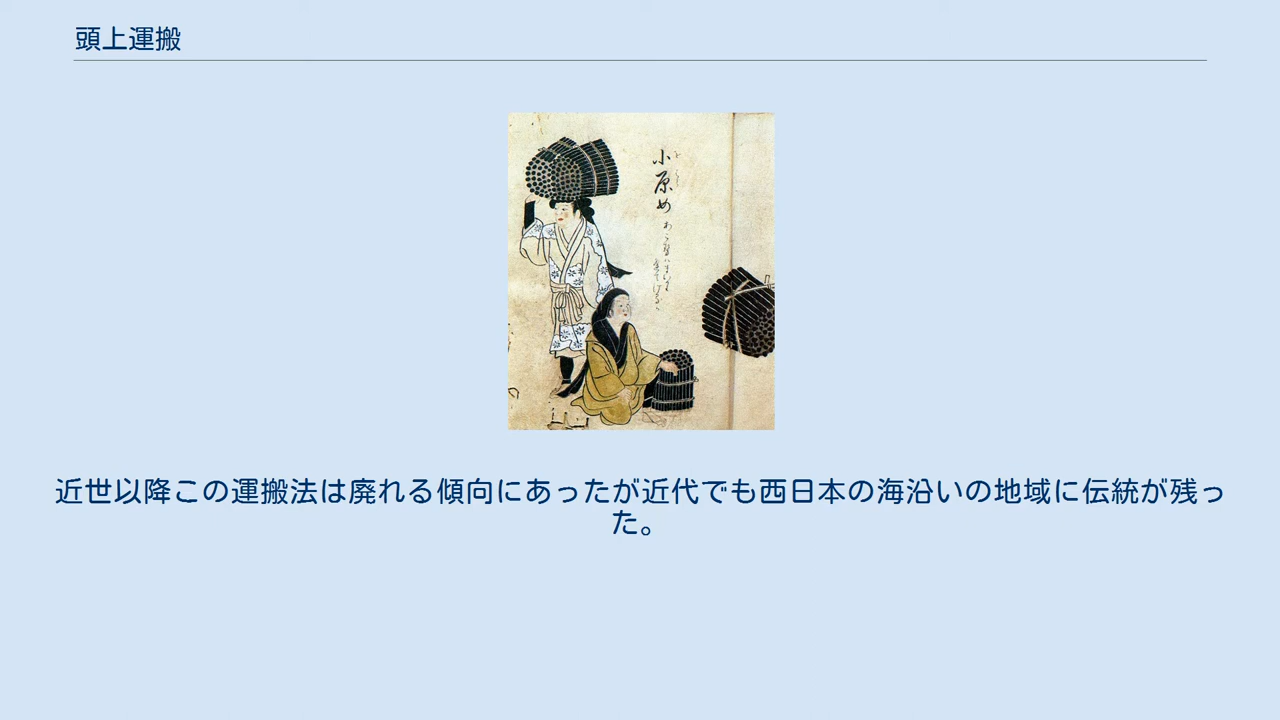 頭上運搬
小原め
近世以降この運搬法は廃れる傾向にあったが近代でも西日本の海沿いの地域に伝統が残っ
た。